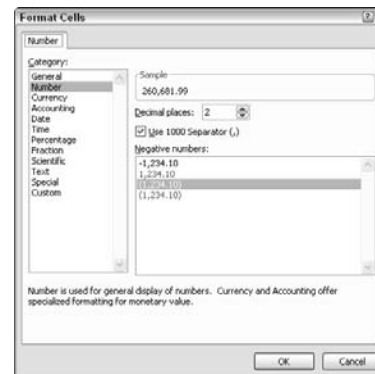 Format Cells
?
Number
Category:
General
Number
Currency
Accounting
Date
Time
Percentage
Fraction
Scientific
Text
Special
Custom
Sample
260,681.99
Decimal places: 2
Use 1000 Separator (,)
Negative numbers:
-1,234.10
1,234.10
(1,234.10)
(1,234.10)
Number is used for general display of numbers. Currency and Accounting offer
specialized formatting for monetary value.
OK Cancel